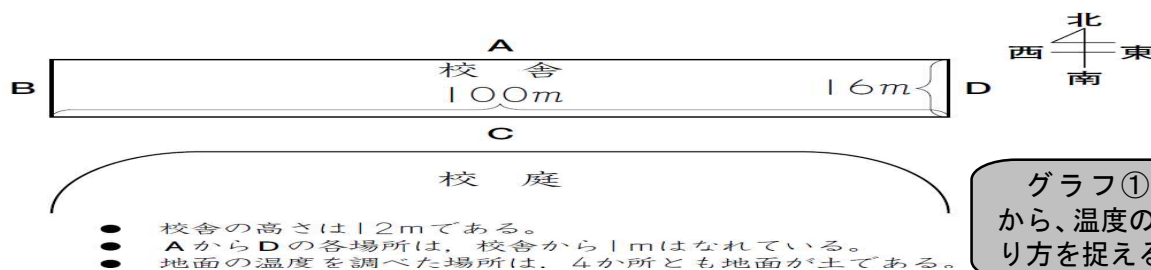 北
西 東
南
A
校 舎
B 100m 16m D
C
校 庭
● 校舎の高さは12mである。
● AからDの各場所は，校舎から1mはなれている。
● 地面の温度を調べた場所は，4か所とも地面が土である。
グラフ①
から、温度の
り方を捉える